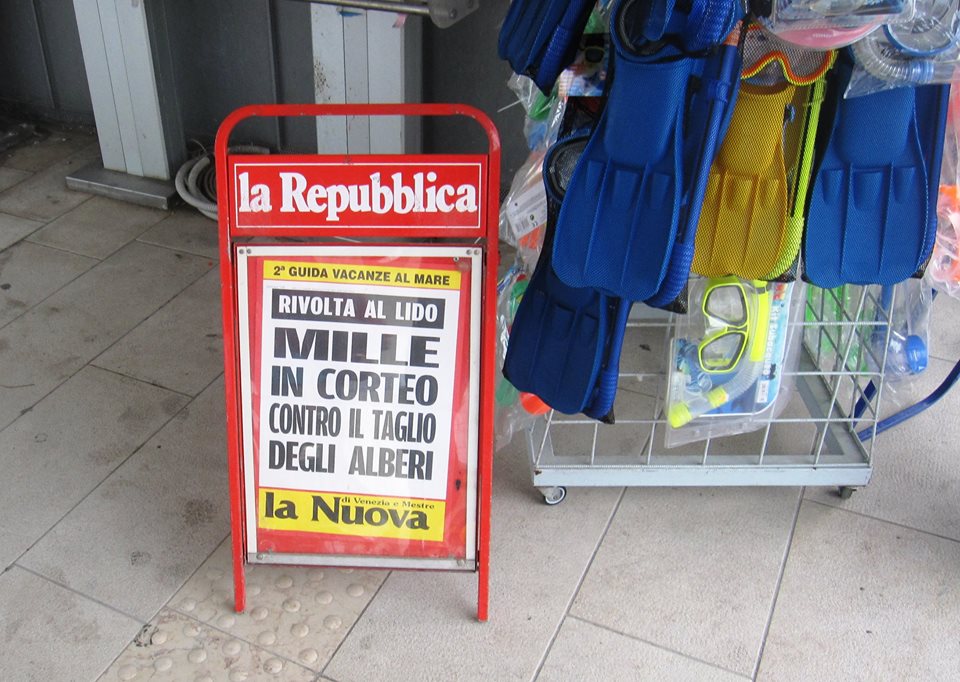 la Repubblica
2ª GUIDA VACANZE AL MARE
RIVOLTA AL LIDO
MILLE
IN CORTEO
CONTRO IL TAGLIO
DEGLI ALBERI
di Venezia e Mestre
la Nuova